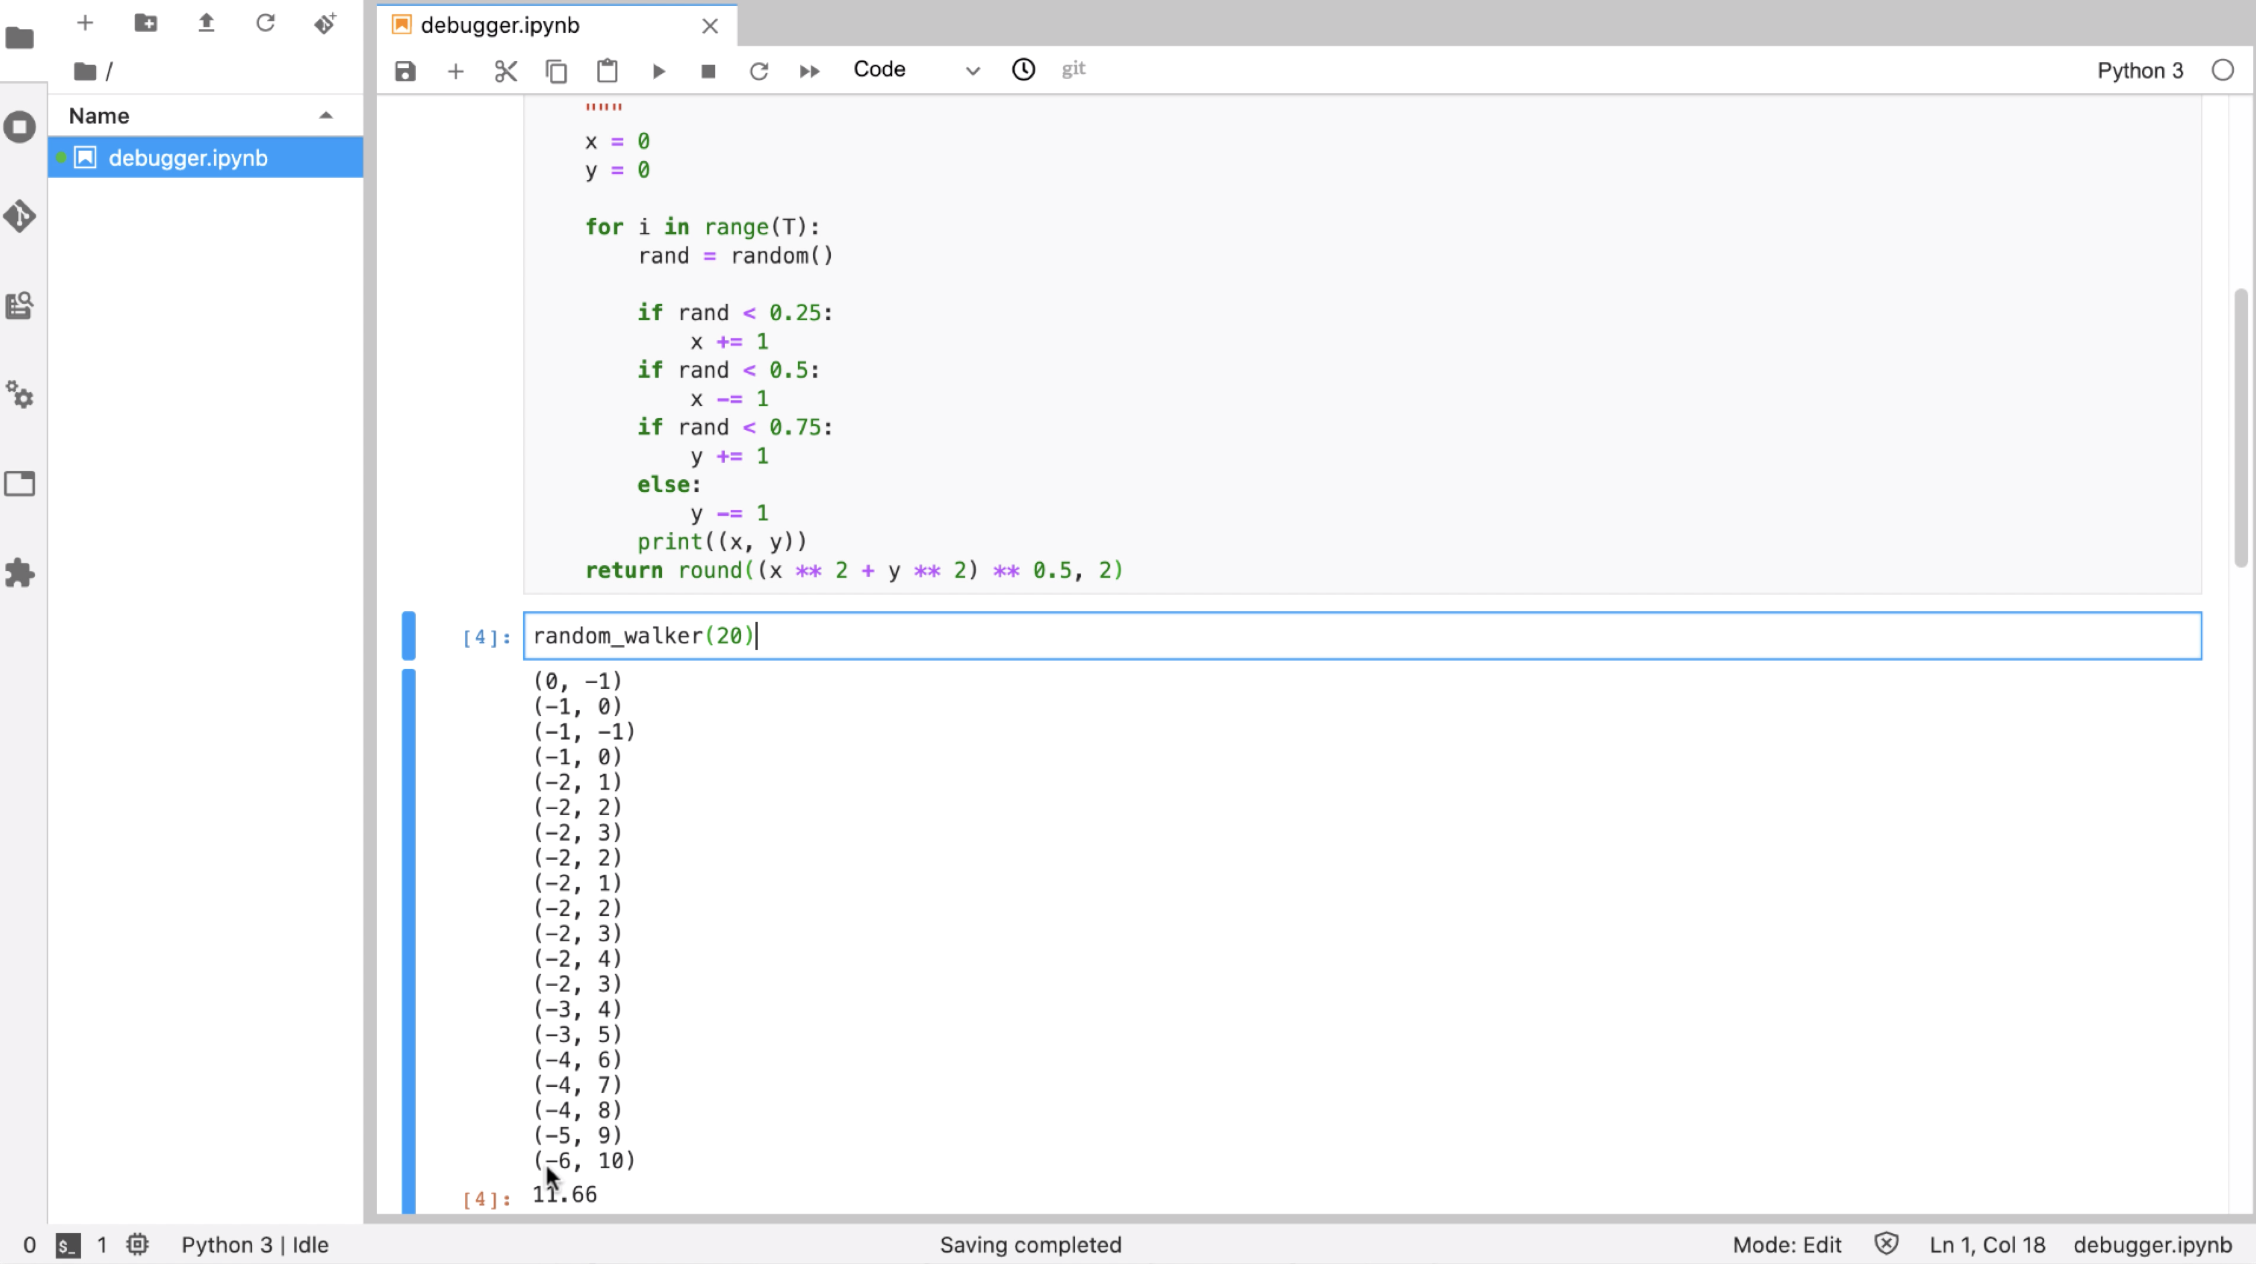 debugger.ipynb
/
Code
git
Python 3
Name
debugger.ipynb
"""
x = 0
y = 0
for i in range(T):
rand = random()
if rand < 0.25:
x += 1
if rand < 0.5:
x -= 1
if rand < 0.75:
y += 1
else:
y -= 1
print((x, y))
return round((x ** 2 + y ** 2) ** 0.5, 2)
[4]: random_walker(20)
(0, -1)
(-1, 0)
(-1, -1)
(-1, 0)
(-2, 1)
(-2, 2)
(-2, 3)
(-2, 2)
(-2, 1)
(-2, 2)
(-2, 3)
(-2, 4)
(-2, 3)
(-3, 4)
(-3, 5)
(-4, 6)
(-4, 7)
(-4, 8)
(-5, 9)
(-6, 10)
[4]: 11.66
0 $_ 1 Python 3 | Idle Saving completed Mode: Edit Ln 1, Col 18 debugger.ipynb